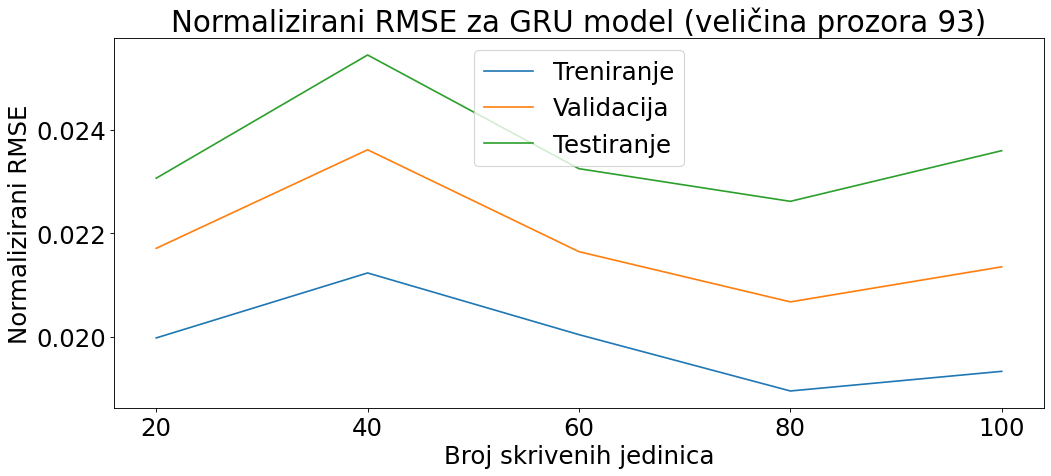 Normalizirani RMSE za GRU model (veličina prozora 93)
Treniranje
Validacija
Testiranje
Normalizirani RMSE
0.024
0.022
0.020
20 40 60 80 100
Broj skrivenih jedinica